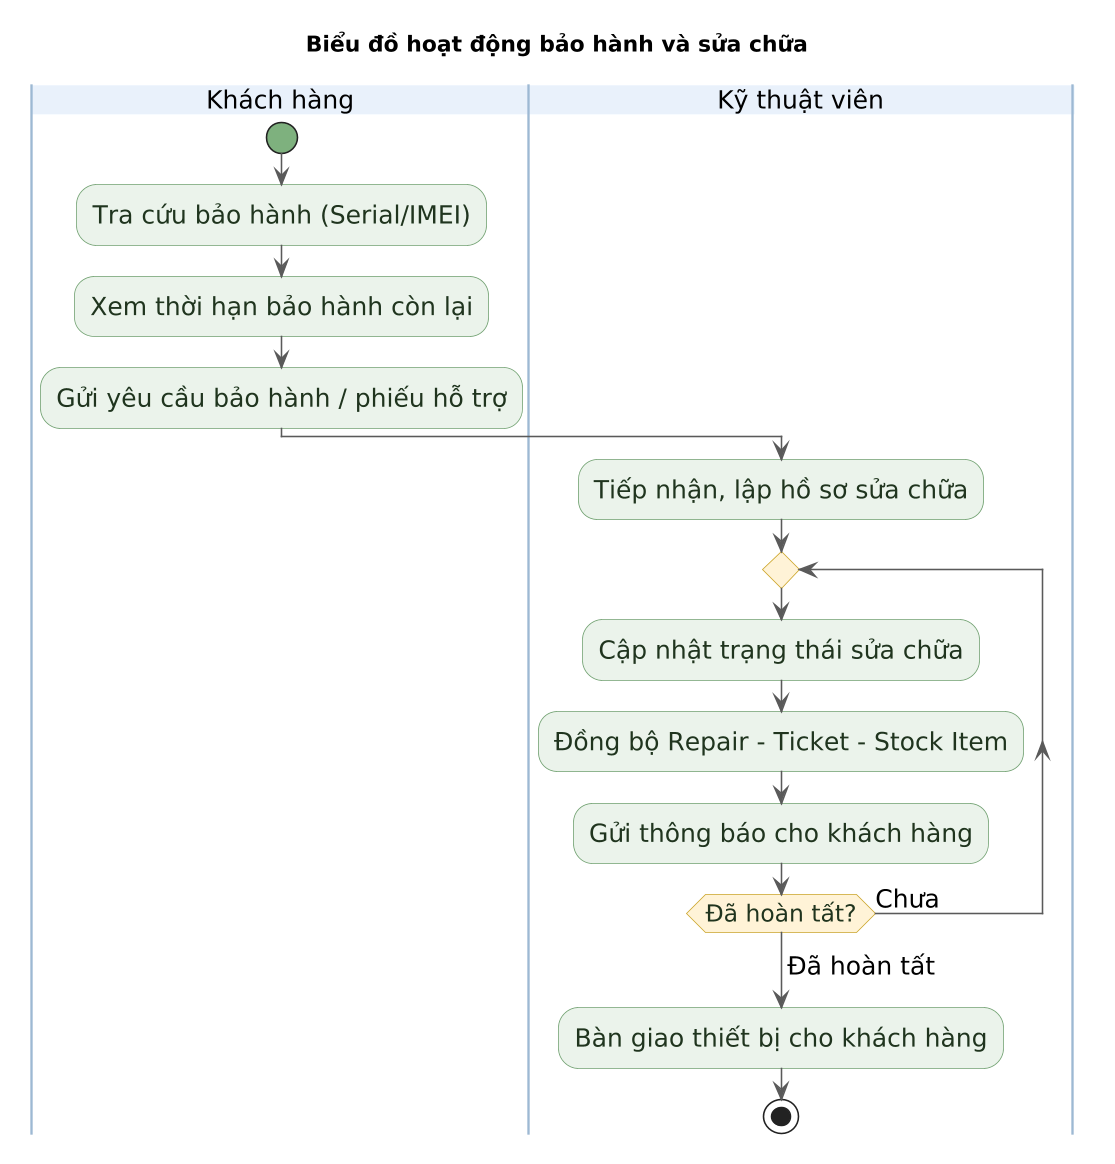 Biểu đồ hoạt động bảo hành và sửa chữa
Khách hàng
Kỹ thuật viên
Tra cứu bảo hành (Serial/IMEI)
Xem thời hạn bảo hành còn lại
Gửi yêu cầu bảo hành / phiếu hỗ trợ
Tiếp nhận, lập hồ sơ sửa chữa
Cập nhật trạng thái sửa chữa
Đồng bộ Repair - Ticket - Stock Item
Gửi thông báo cho khách hàng
Đã hoàn tất?
Chưa
Đã hoàn tất
Bàn giao thiết bị cho khách hàng